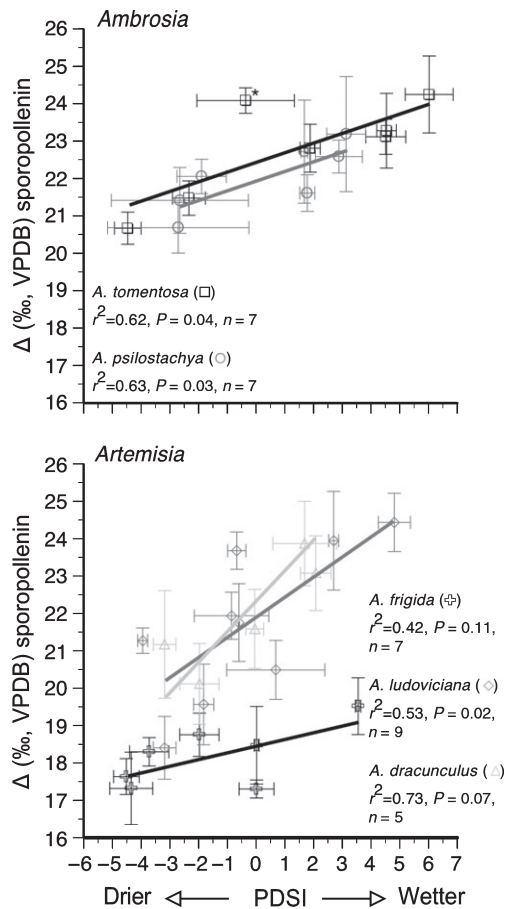 Ambrosia
26
25
24
23
22
21
20
19
18
17
16
Δ (‰, VPDB) sporopollenin
*
A. tomentosa (□)
r²=0.62, P = 0.04, n = 7
A. psilostachya (○)
r²=0.63, P = 0.03, n = 7
Artemisia
26
25
24
23
22
21
20
19
18
17
16
Δ (‰, VPDB) sporopollenin
A. frigida (✙)
r²=0.42, P = 0.11,
n = 7
A. ludoviciana (◇)
r²=0.53, P = 0.02,
n = 9
A. dracunculus (△)
r²=0.73, P = 0.07,
n = 5
−6 −5 −4 −3 −2 −1 0 1 2 3 4 5 6 7
Drier ◁— PDSI —▷ Wetter